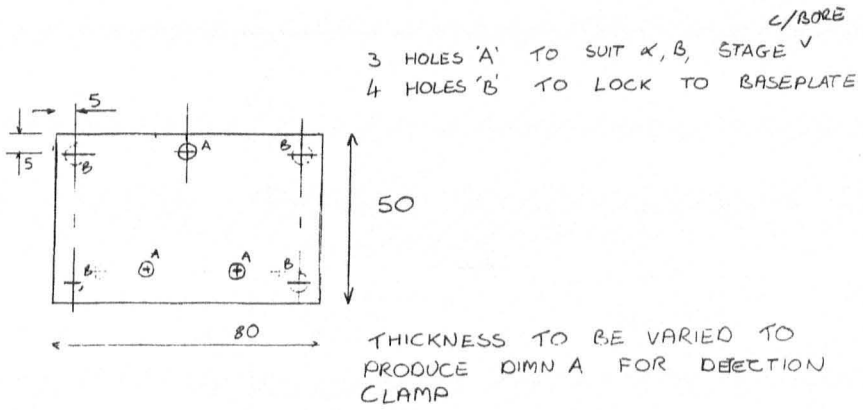 C/BORE
3 HOLES 'A' TO SUIT α, β, STAGE ✓
4 HOLES 'B' TO LOCK TO BASEPLATE
5
5
A
B
B
50
A
A
B
B
80
THICKNESS TO BE VARIED TO
PRODUCE DIMN A FOR DETECTION
CLAMP